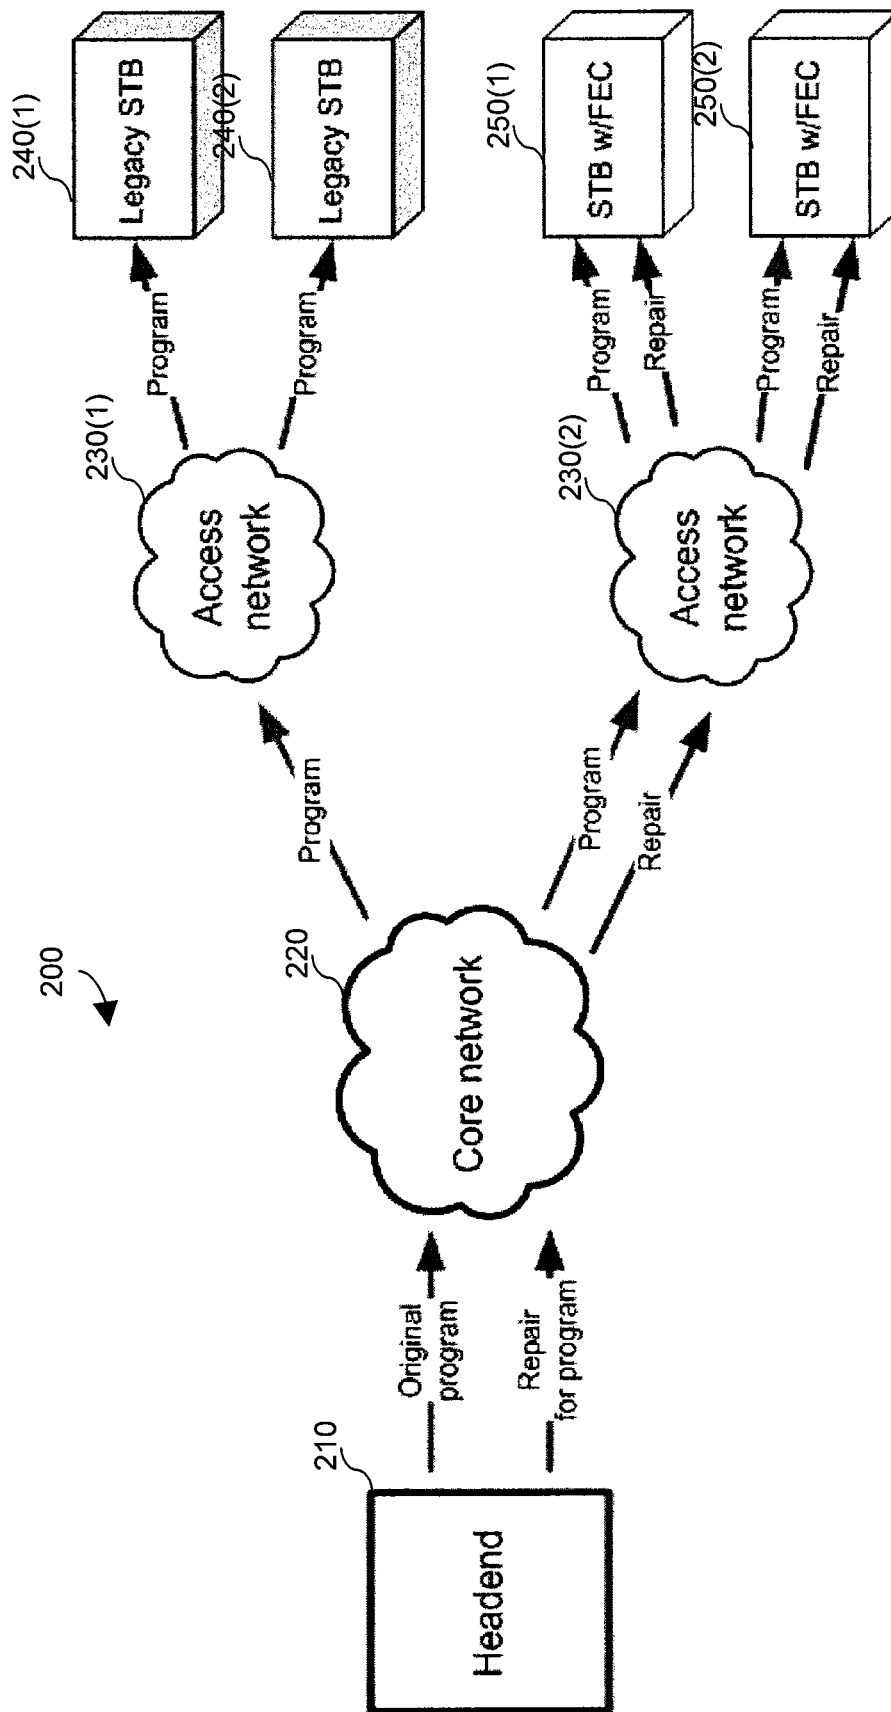 200
210
Headend
Original
program
Repair
for program
220
Core network
Program
Program
Repair
230(1)
Access
network
230(2)
Access
network
Program
Program
Program
Repair
Program
Repair
240(1)
Legacy STB
240(2)
Legacy STB
250(1)
STB w/FEC
250(2)
STB w/FEC